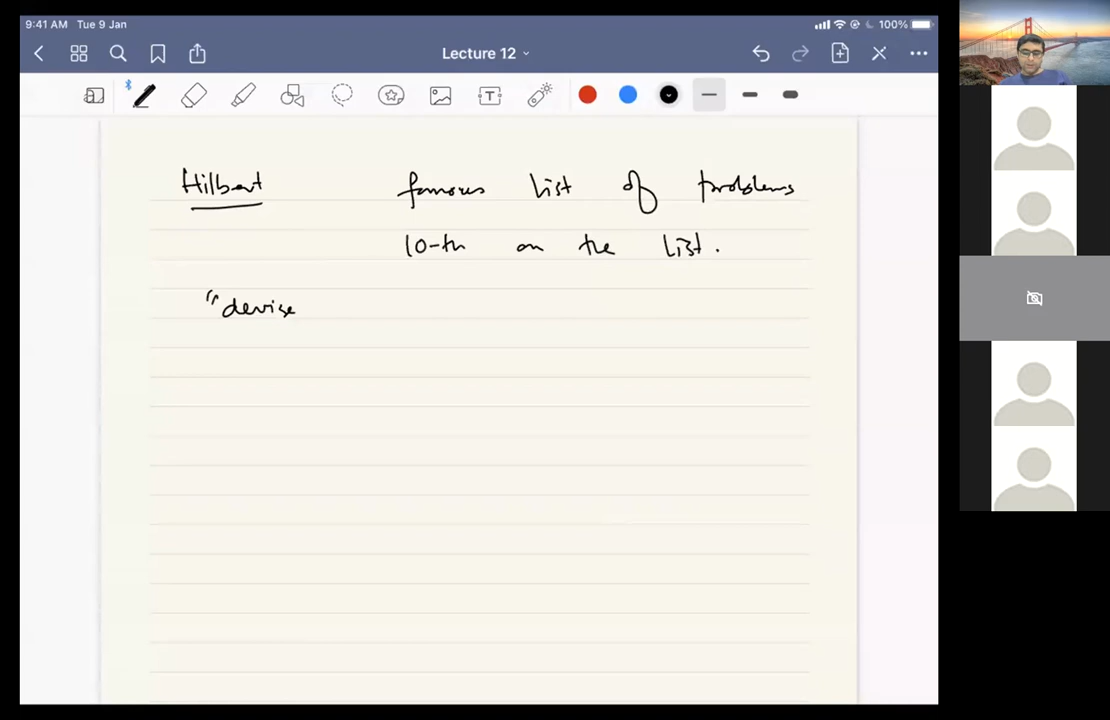 9:41 AM Tue 9 Jan 100%
Lecture 12
Hilbert famous list of problems
10-th on the list.
"devise